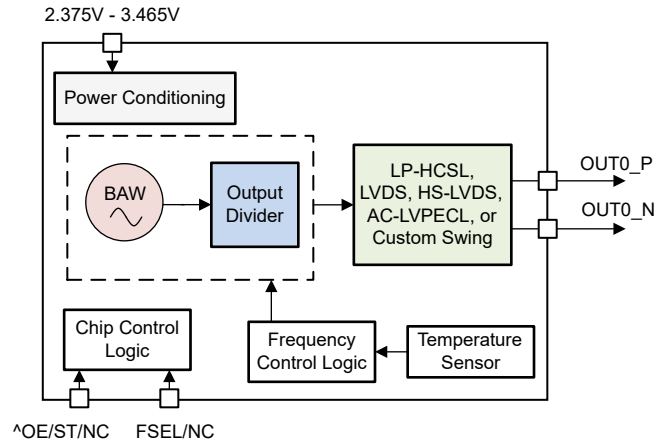 2.375V - 3.465V
Power Conditioning
BAW
Output
Divider
LP-HCSL,
LVDS, HS-LVDS,
AC-LVPECL, or
Custom Swing
OUT0_P
OUT0_N
Chip Control
Logic
Frequency
Control Logic
Temperature
Sensor
^OE/ST/NC
FSEL/NC